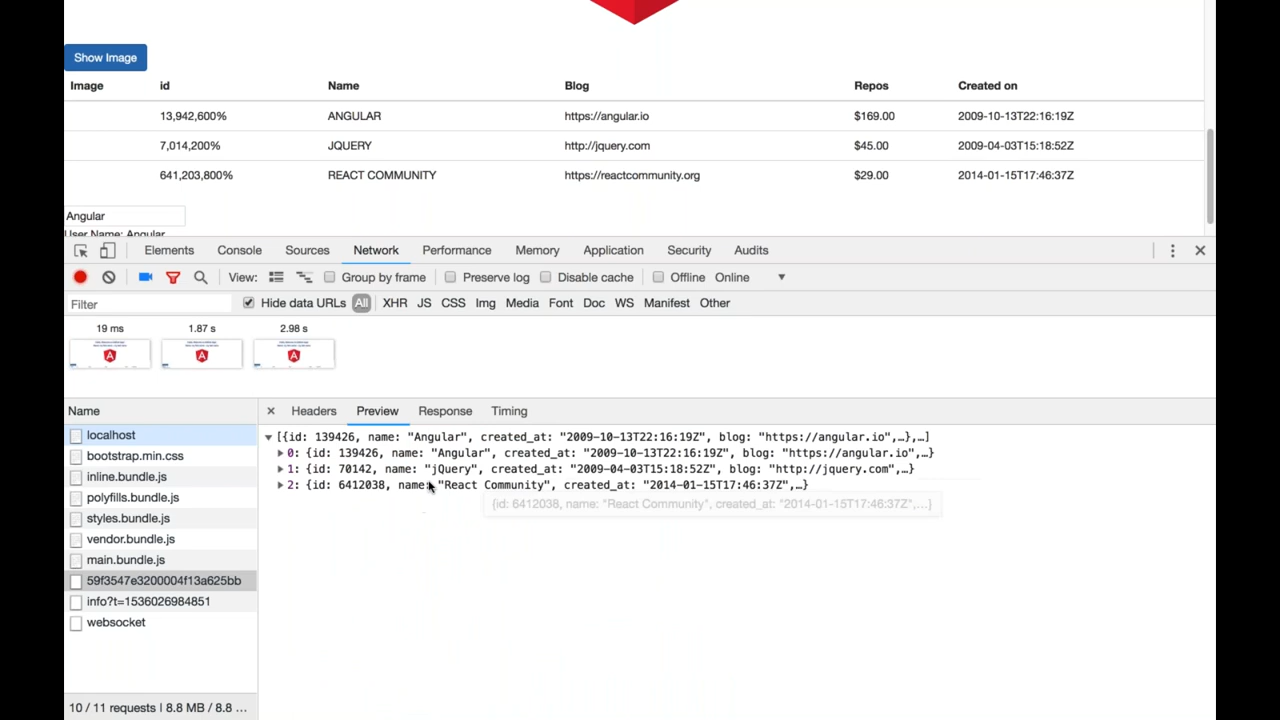 Show Image
Image id Name Blog Repos Created on
13,942,600% ANGULAR https://angular.io $169.00 2009-10-13T22:16:19Z
7,014,200% JQUERY http://jquery.com $45.00 2009-04-03T15:18:52Z
641,203,800% REACT COMMUNITY https://reactcommunity.org $29.00 2014-01-15T17:46:37Z
Angular
User Name: Angular
Elements Console Sources Network Performance Memory Application Security Audits
View: Group by frame Preserve log Disable cache Offline Online
Filter Hide data URLs All XHR JS CSS Img Media Font Doc WS Manifest Other
19 ms 1.87 s 2.98 s
Name Headers Preview Response Timing
localhost
bootstrap.min.css
inline.bundle.js
polyfills.bundle.js
styles.bundle.js
vendor.bundle.js
main.bundle.js
59f3547e3200004f13a625bb
info?t=1536026984851
websocket
[{id: 139426, name: "Angular", created_at: "2009-10-13T22:16:19Z", blog: "https://angular.io",…},…]
0: {id: 139426, name: "Angular", created_at: "2009-10-13T22:16:19Z", blog: "https://angular.io",…}
1: {id: 70142, name: "jQuery", created_at: "2009-04-03T15:18:52Z", blog: "http://jquery.com",…}
2: {id: 6412038, name: "React Community", created_at: "2014-01-15T17:46:37Z",…}
{id: 6412038, name: "React Community", created_at: "2014-01-15T17:46:37Z",…}
10 / 11 requests | 8.8 MB / 8.8 …